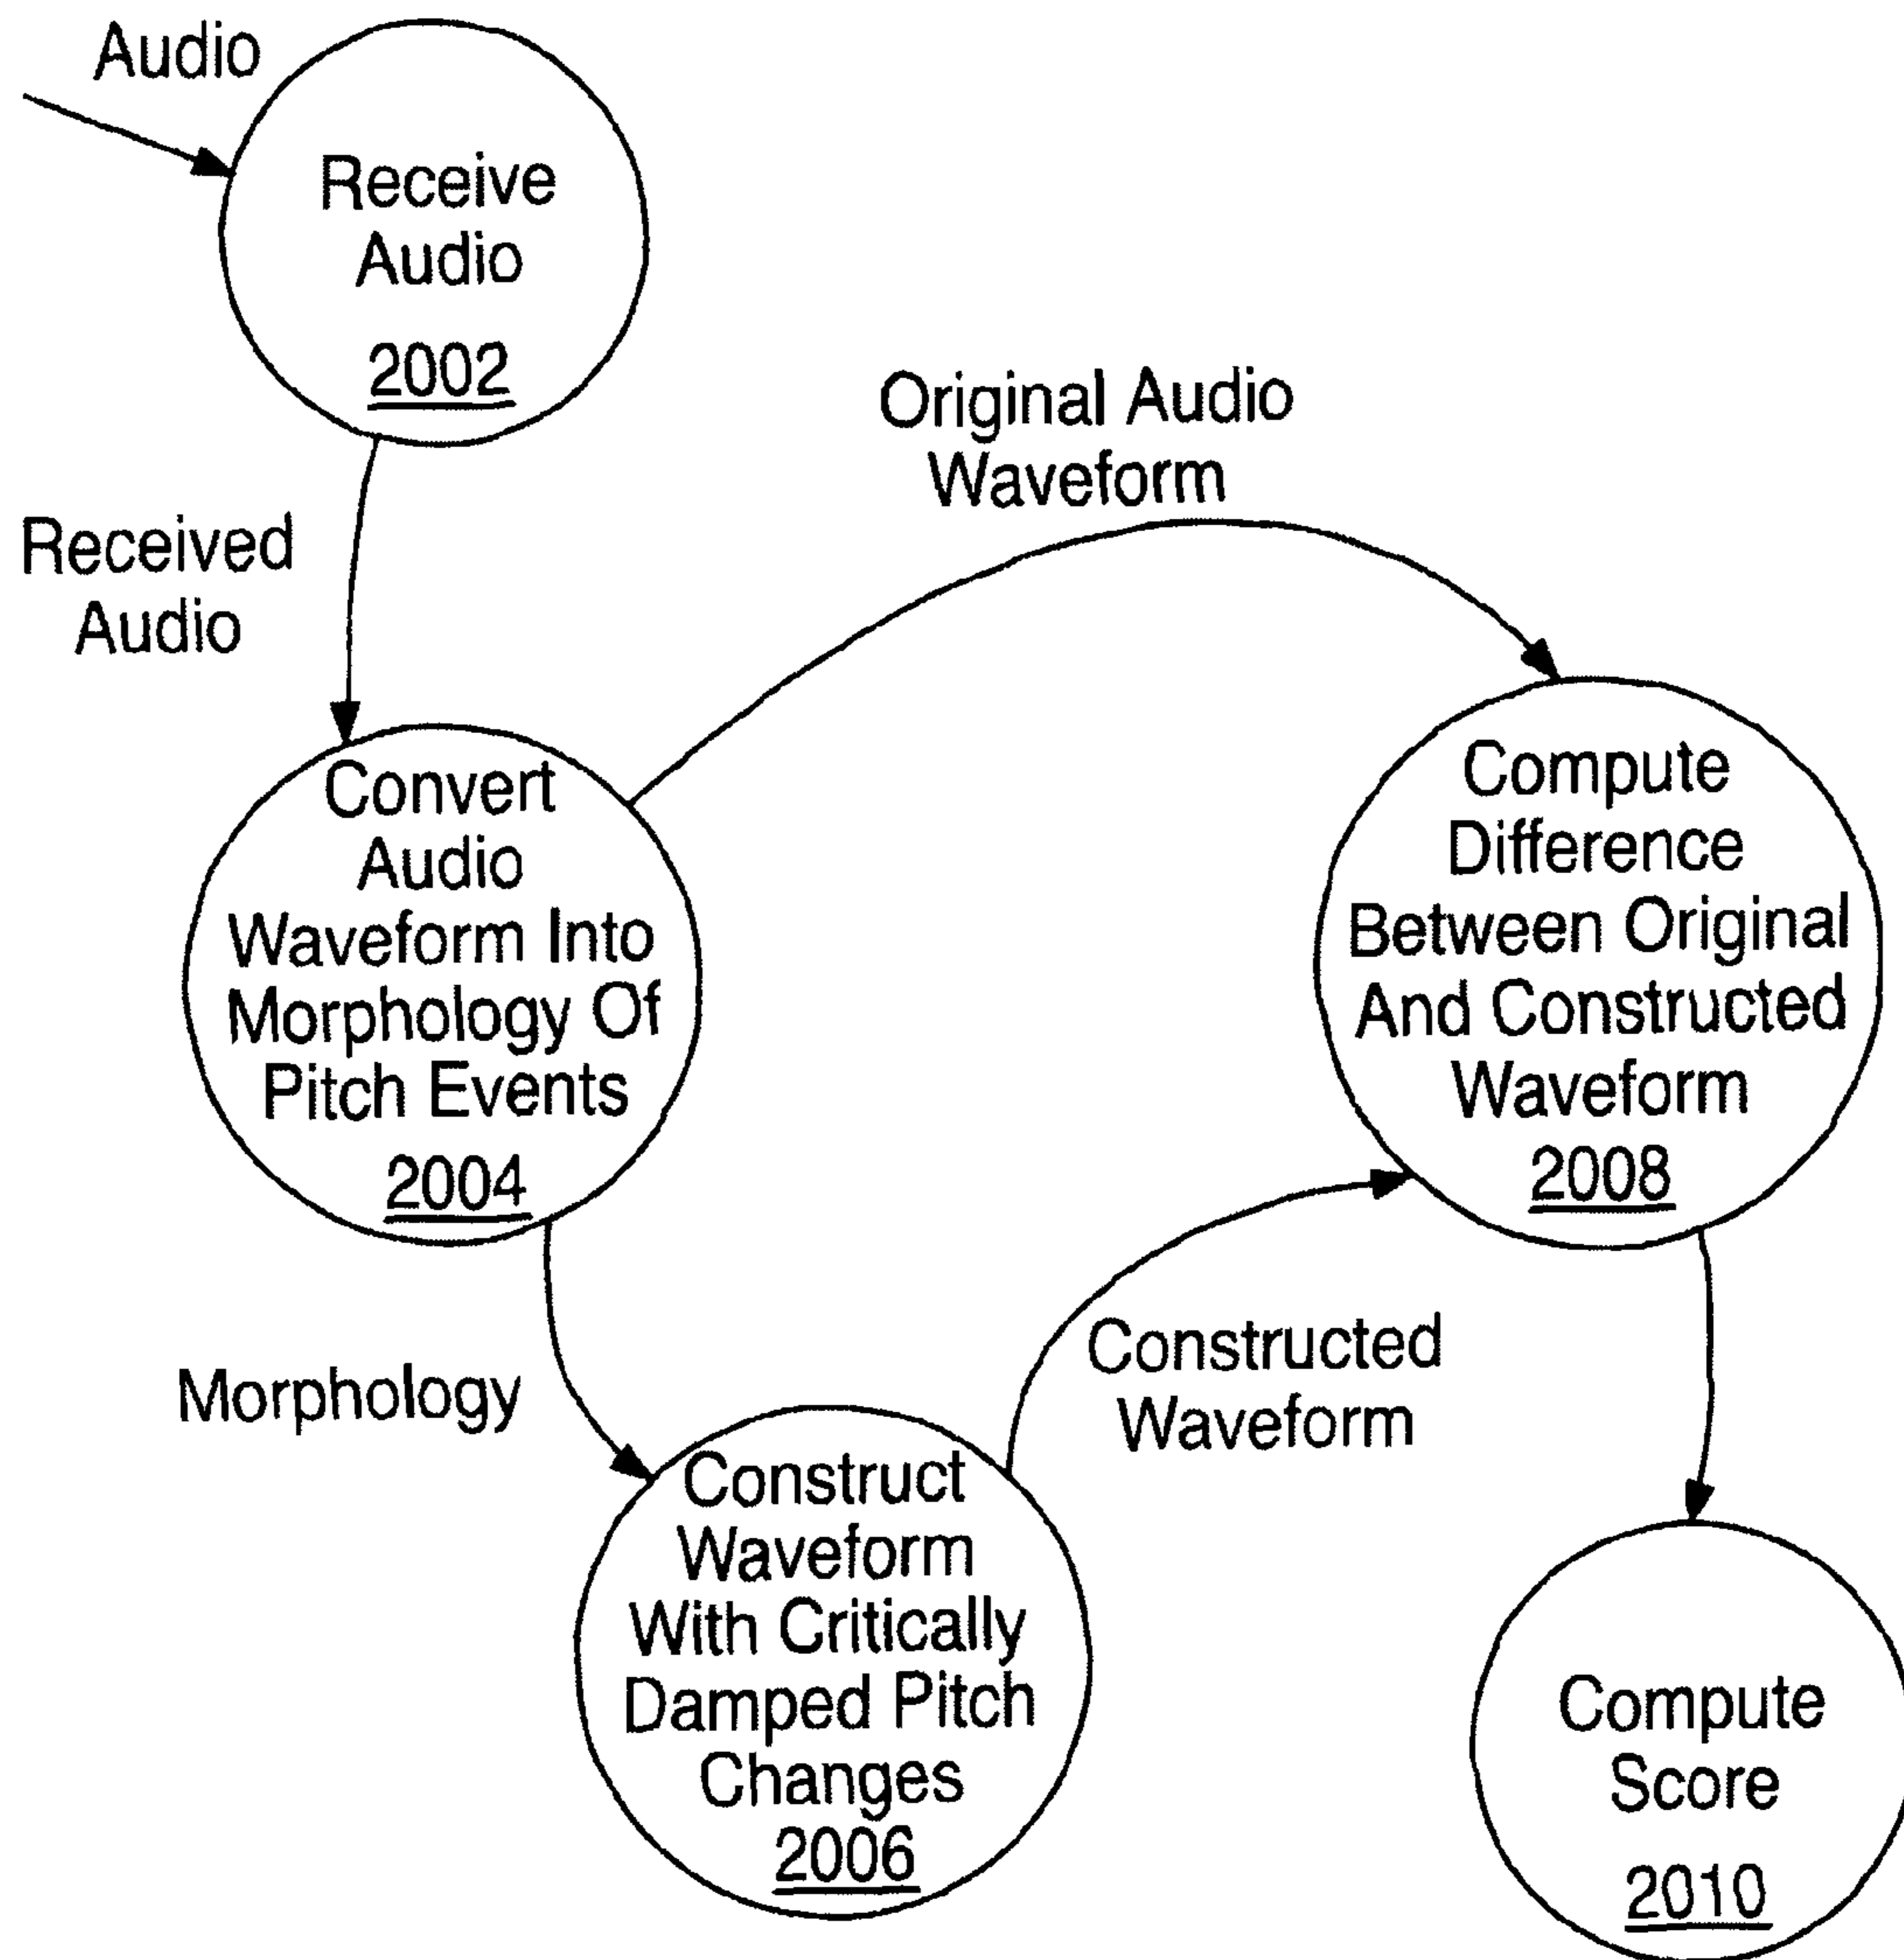 Audio
Receive
Audio
2002
Original Audio
Waveform
Received
Audio
Convert
Audio
Waveform Into
Morphology Of
Pitch Events
2004
Compute
Difference
Between Original
And Constructed
Waveform
2008
Morphology
Constructed
Waveform
Construct
Waveform
With Critically
Damped Pitch
Changes
2006
Compute
Score
2010